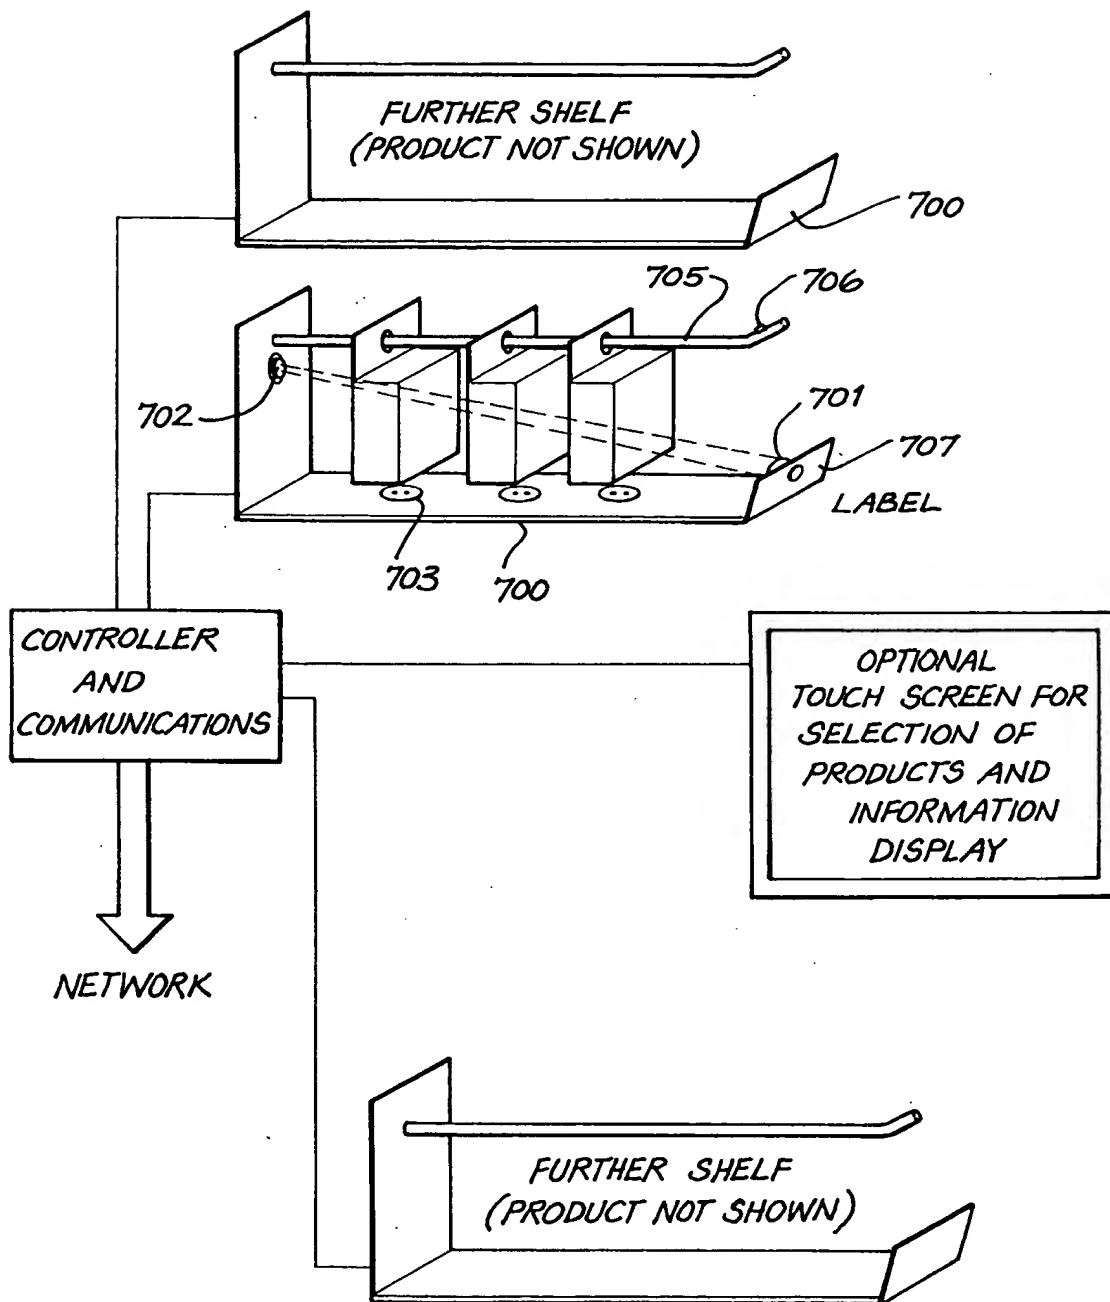 FURTHER SHELF
(PRODUCT NOT SHOWN)
700
705
706
702
701
707
LABEL
703
700
CONTROLLER
AND
COMMUNICATIONS
OPTIONAL
TOUCH SCREEN FOR
SELECTION OF
PRODUCTS AND
INFORMATION
DISPLAY
NETWORK
FURTHER SHELF
(PRODUCT NOT SHOWN)